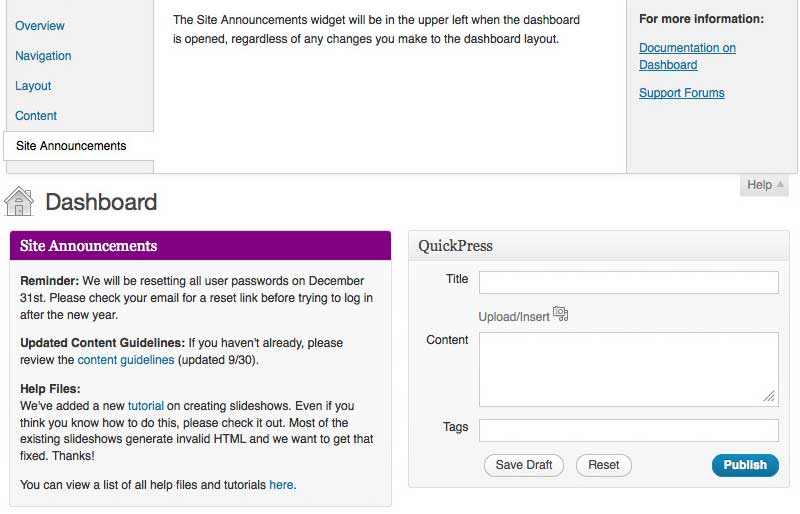 Overview
Navigation
Layout
Content
Site Announcements
The Site Announcements widget will be in the upper left when the dashboard
is opened, regardless of any changes you make to the dashboard layout.
For more information:
Documentation on
Dashboard
Support Forums
Help
Dashboard
Site Announcements
Reminder: We will be resetting all user passwords on December
31st. Please check your email for a reset link before trying to log in
after the new year.
Updated Content Guidelines: If you haven't already, please
review the content guidelines (updated 9/30).
Help Files:
We've added a new tutorial on creating slideshows. Even if you
think you know how to do this, please check it out. Most of the
existing slideshows generate invalid HTML and we want to get that
fixed. Thanks!
You can view a list of all help files and tutorials here.
QuickPress
Title
Upload/Insert
Content
Tags
Save Draft
Reset
Publish